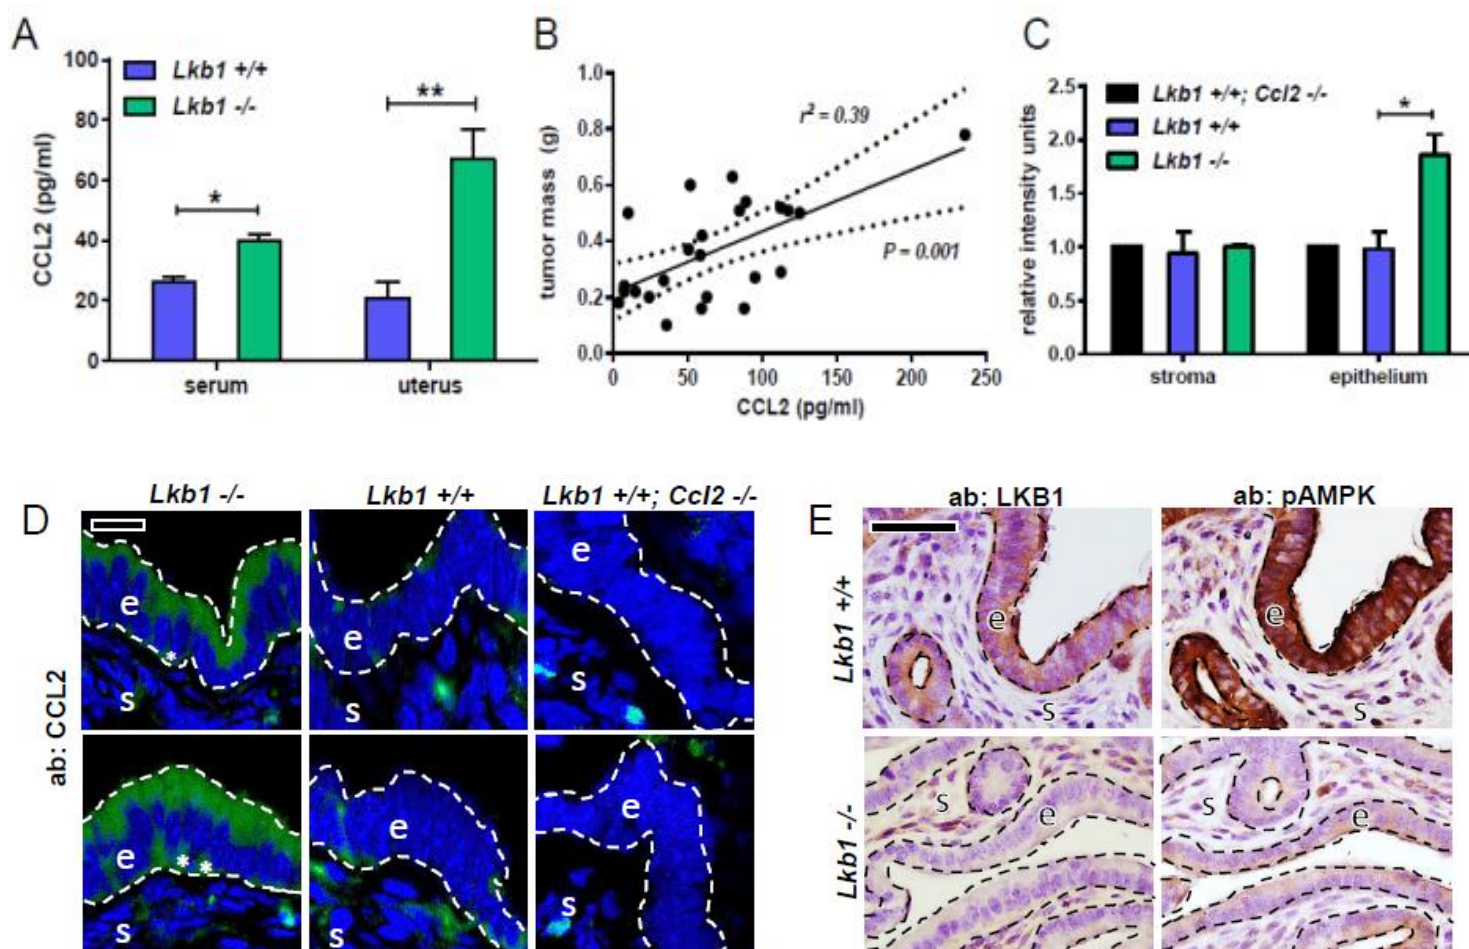 A
CCL2 (pg/ml)
100
80
60
40
20
0
Lkb1 +/+
Lkb1 -/-
*
**
serum
uterus
B
tumor mass (g)
1.0
0.8
0.6
0.4
0.2
0.0
r² = 0.39
P = 0.001
0 50 100 150 200 250
CCL2 (pg/ml)
C
relative intensity units
2.5
2.0
1.5
1.0
0.5
0.0
Lkb1 +/+; Ccl2 -/-
Lkb1 +/+
Lkb1 -/-
*
stroma
epithelium
D
Lkb1 -/-
Lkb1 +/+
Lkb1 +/+; Ccl2 -/-
ab: CCL2
e
*
s
e
s
e
s
e
* *
s
e
s
e
s
E
ab: LKB1
ab: pAMPK
Lkb1 +/+
e
s
e
s
Lkb1 -/-
s
e
s
e